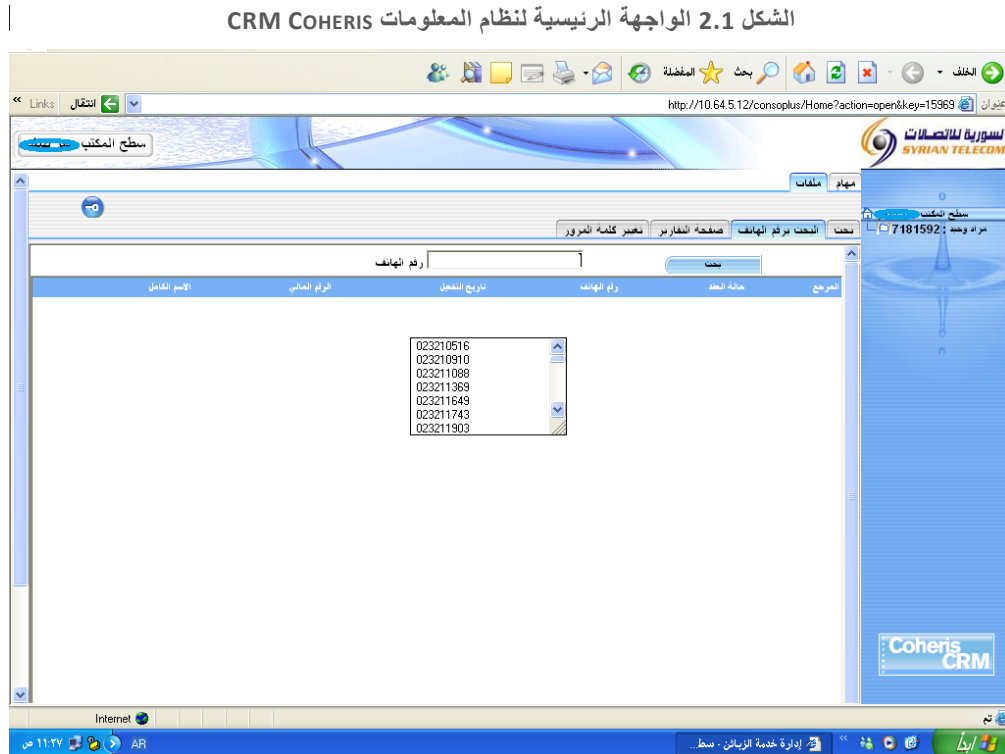 الشكل 2.1 الواجهة الرئيسية لنظام المعلومات CRM COHERIS
الخلف
بحث
المفضلة
عنوان
http://10.64.5.12/consoplus/Home?action=open&key=15969
انتقال
Links
السورية للاتصالات
SYRIAN TELECOM
سطح المكتب
مهام
ملفات
سطح المكتب
مراد وحيد : 7181592
بحث
البحث برقم الهاتف
صفحة التقارير
تغيير كلمة المرور
رقم الهاتف
بحث
المرجع
حالة العقد
رقم الهاتف
تاريخ التفعيل
الرقم المالي
الاسم الكامل
023210516
023210910
023211088
023211369
023211649
023211743
023211903
Coheris
CRM
تم
Internet
ابدأ
إدارة خدمة الزبائن - سط...
AR
١١:٢٧ ص